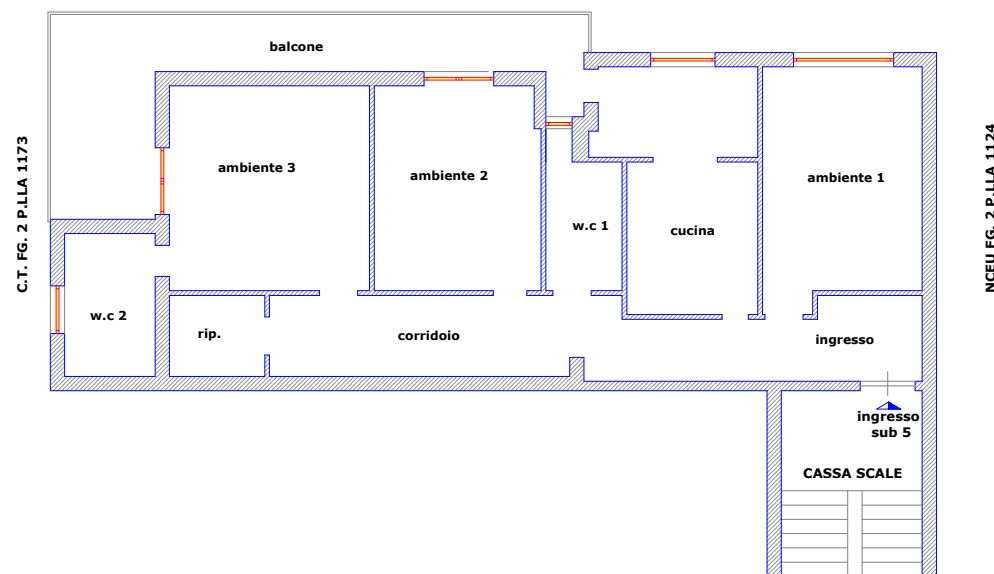 balcone
C.T. FG. 2 P.LLA 1173
NCEU FG. 2 P.LLA 1124
ambiente 3
ambiente 2
ambiente 1
w.c 1
cucina
w.c 2
rip.
corridoio
ingresso
ingresso
sub 5
CASSA SCALE